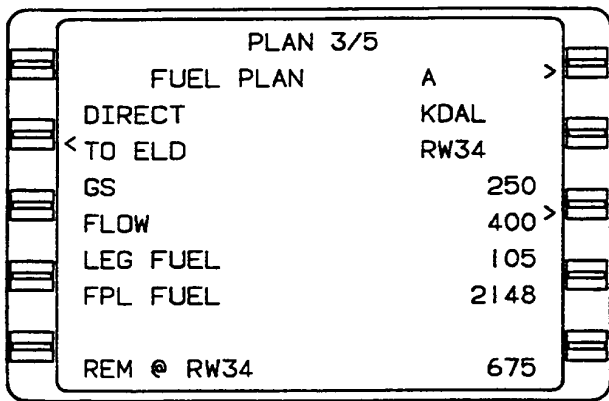 PLAN 3/5
FUEL PLAN A >
DIRECT KDAL
< TO ELD RW34
GS 250
FLOW 400 >
LEG FUEL 105
FPL FUEL 2148
REM @ RW34 675